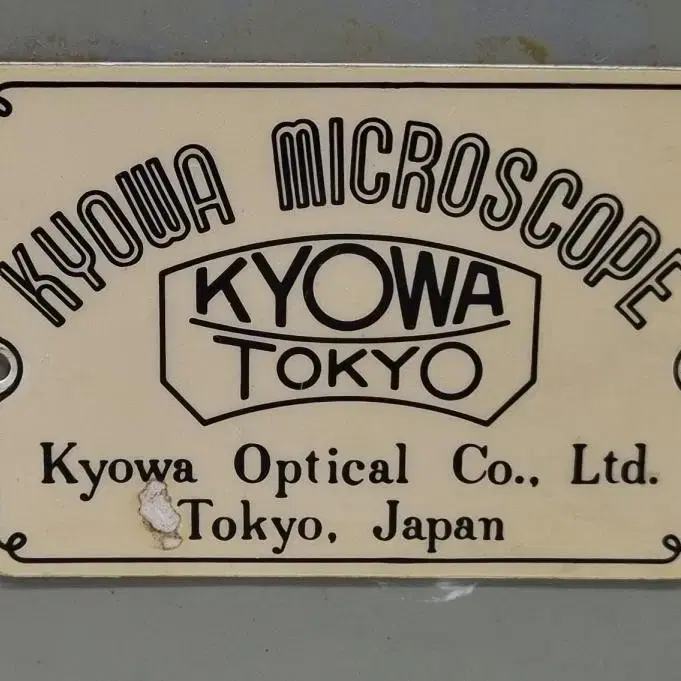 KYOWA MICROSCOPE
KYOWA
TOKYO
Kyowa Optical Co., Ltd.
Tokyo, Japan